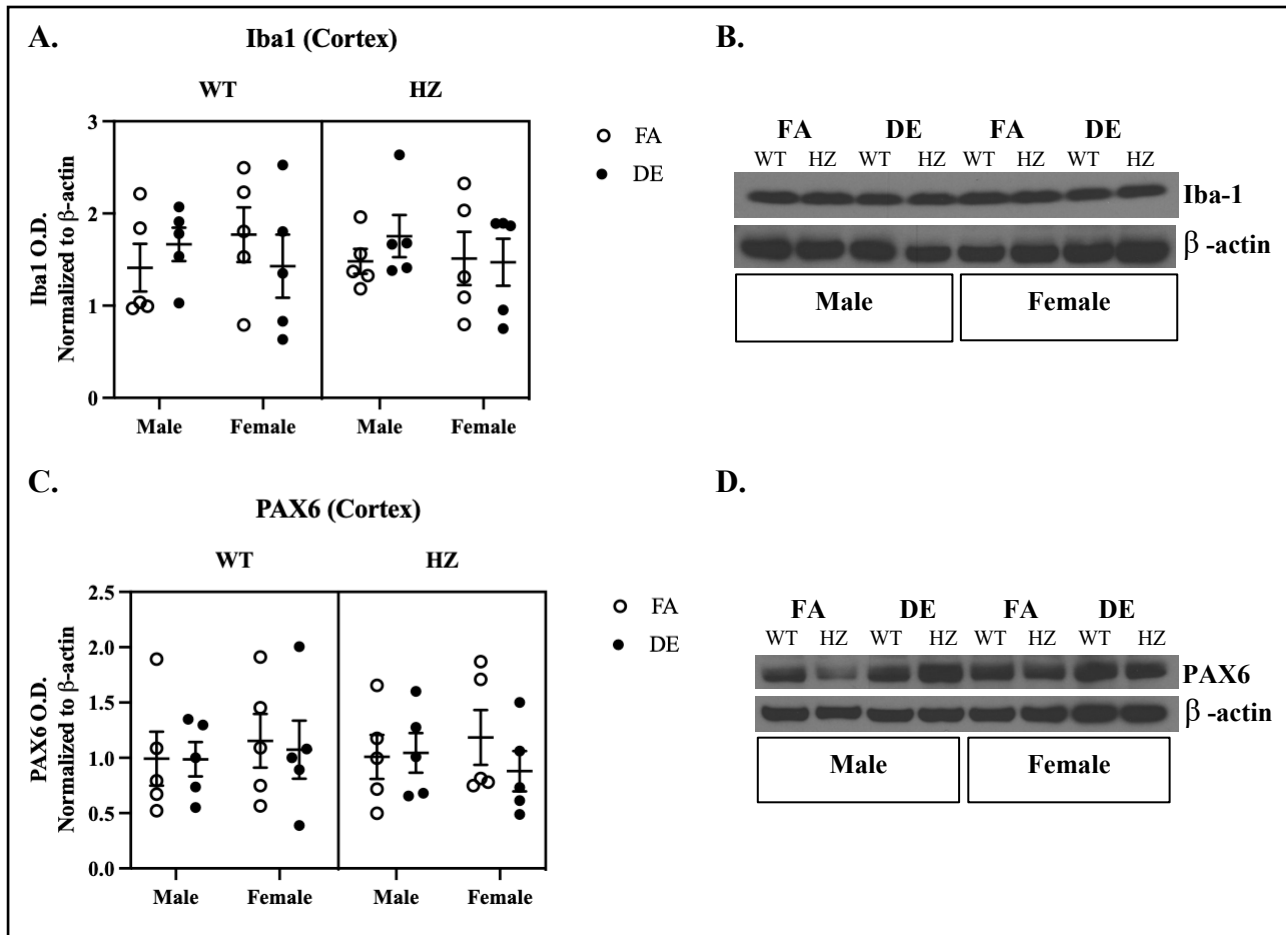 A.
Iba1 (Cortex)
WT HZ
Iba1 O.D.
Normalized to β-actin
3
2
1
0
Male Female Male Female
FA
DE
B.
FA DE FA DE
WT HZ WT HZ WT HZ WT HZ
Iba-1
β -actin
Male Female
C.
PAX6 (Cortex)
WT HZ
PAX6 O.D.
Normalized to β-actin
2.5
2.0
1.5
1.0
0.5
0.0
Male Female Male Female
FA
DE
D.
FA DE FA DE
WT HZ WT HZ WT HZ WT HZ
PAX6
β -actin
Male Female